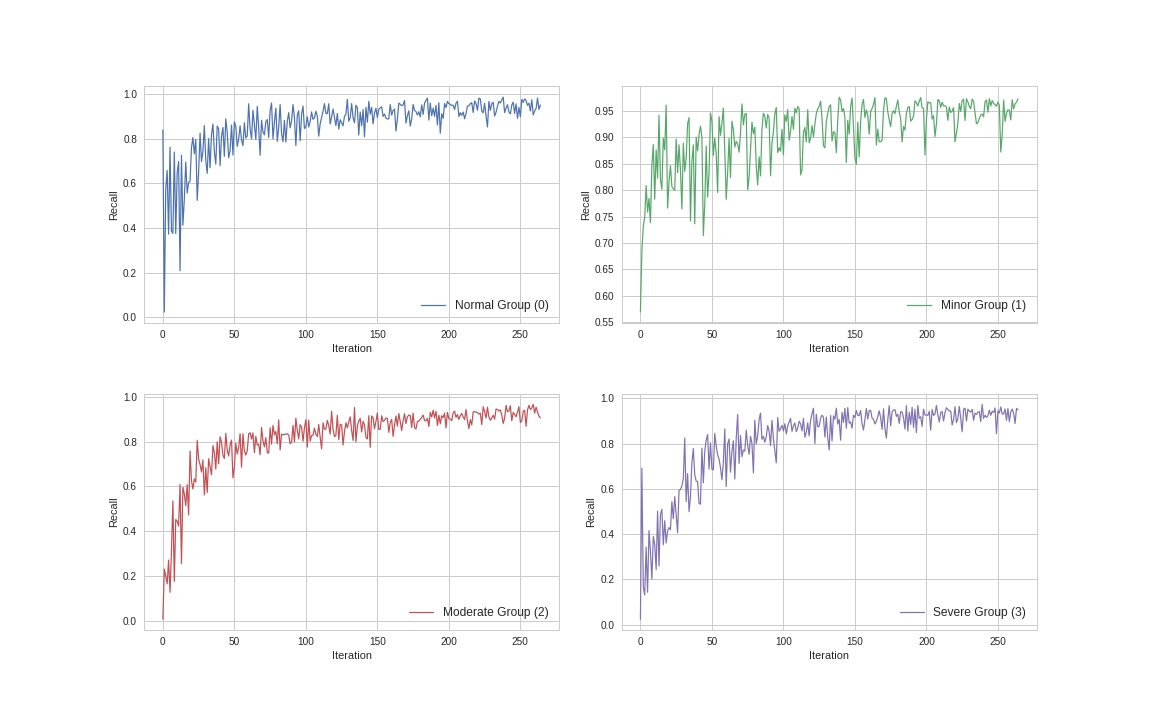 1.0
0.8
0.6
0.4
0.2
0.0
Recall
Normal Group (0)
0 50 100 150 200 250
Iteration
0.95
0.90
0.85
0.80
0.75
0.70
0.65
0.60
0.55
Recall
Minor Group (1)
0 50 100 150 200 250
Iteration
1.0
0.8
0.6
0.4
0.2
0.0
Recall
Moderate Group (2)
0 50 100 150 200 250
Iteration
1.0
0.8
0.6
0.4
0.2
0.0
Recall
Severe Group (3)
0 50 100 150 200 250
Iteration